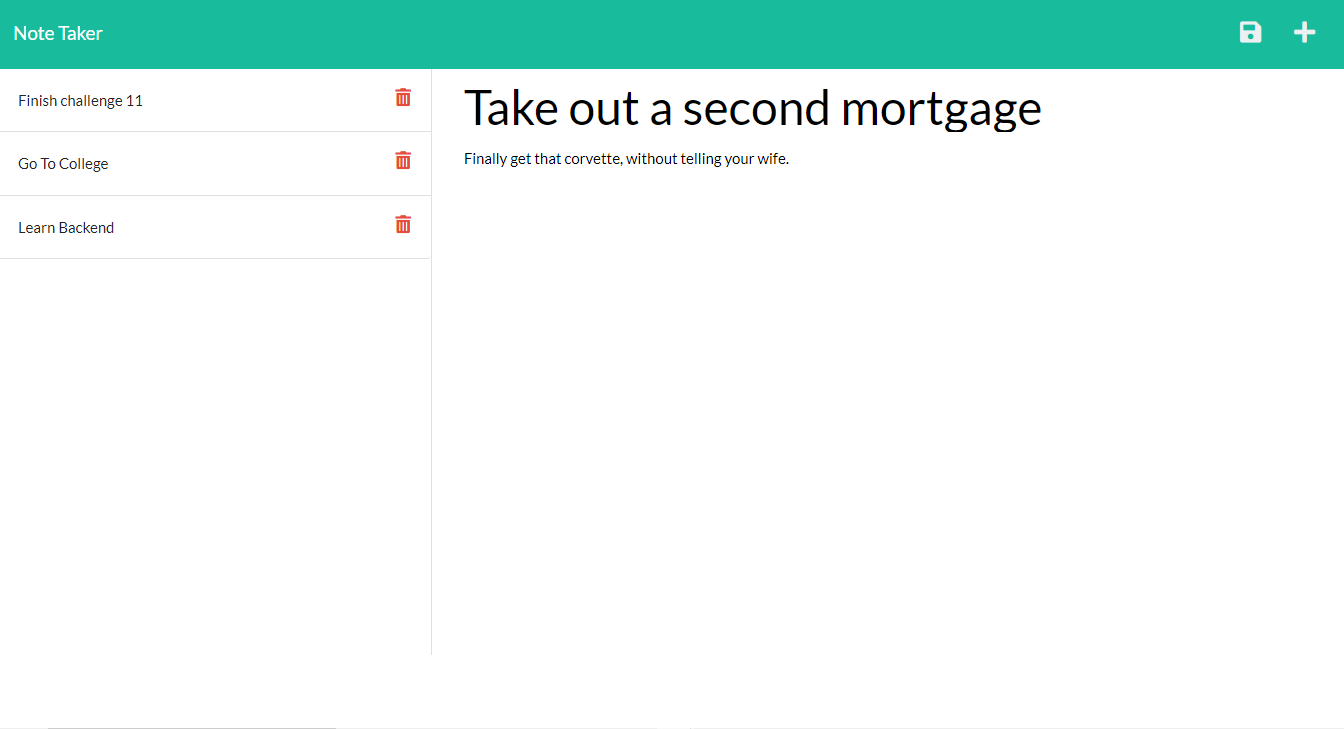 Note Taker
Finish challenge 11
Go To College
Learn Backend
Take out a second mortgage
Finally get that corvette, without telling your wife.